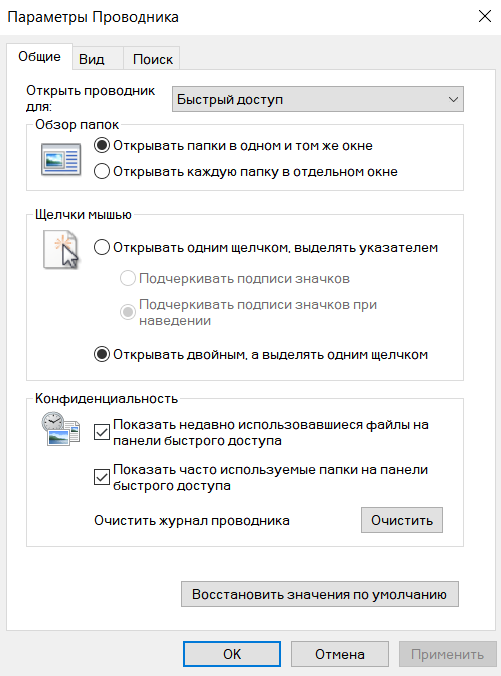 Параметры Проводника
Общие
Вид
Поиск
Открыть проводник
для:
Быстрый доступ
Обзор папок
Открывать папки в одном и том же окне
Открывать каждую папку в отдельном окне
Щелчки мышью
Открывать одним щелчком, выделять указателем
Подчеркивать подписи значков
Подчеркивать подписи значков при
наведении
Открывать двойным, а выделять одним щелчком
Конфиденциальность
Показать недавно использовавшиеся файлы на
панели быстрого доступа
Показать часто используемые папки на панели
быстрого доступа
Очистить журнал проводника
Очистить
Восстановить значения по умолчанию
OK
Отмена
Применить